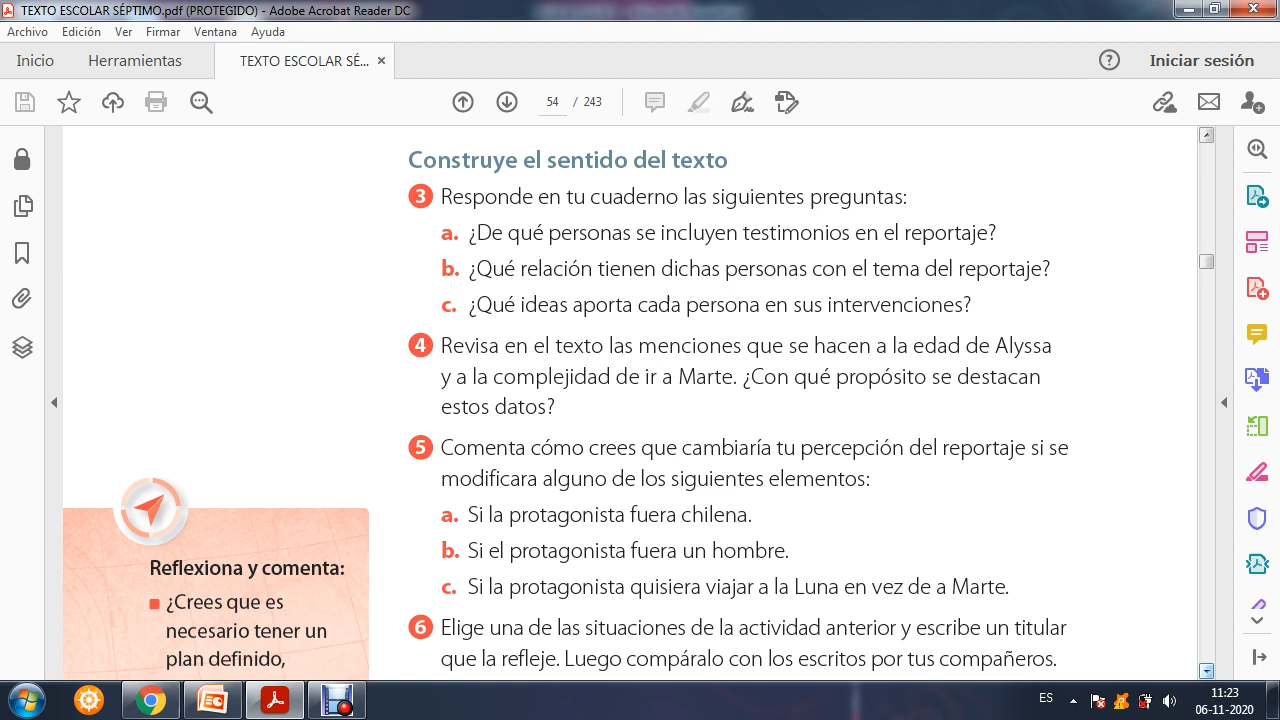 TEXTO ESCOLAR SÉPTIMO.pdf (PROTEGIDO) - Adobe Acrobat Reader DC
Archivo Edición Ver Firmar Ventana Ayuda
Inicio Herramientas TEXTO ESCOLAR SÉ... × Iniciar sesión
54 / 243
Construye el sentido del texto
3 Responde en tu cuaderno las siguientes preguntas:
a. ¿De qué personas se incluyen testimonios en el reportaje?
b. ¿Qué relación tienen dichas personas con el tema del reportaje?
c. ¿Qué ideas aporta cada persona en sus intervenciones?
4 Revisa en el texto las menciones que se hacen a la edad de Alyssa
y a la complejidad de ir a Marte. ¿Con qué propósito se destacan
estos datos?
5 Comenta cómo crees que cambiaría tu percepción del reportaje si se
modificara alguno de los siguientes elementos:
a. Si la protagonista fuera chilena.
b. Si el protagonista fuera un hombre.
c. Si la protagonista quisiera viajar a la Luna en vez de a Marte.
6 Elige una de las situaciones de la actividad anterior y escribe un titular
que la refleje. Luego compáralo con los escritos por tus compañeros.
Reflexiona y comenta:
¿Crees que es
necesario tener un
plan definido,
ES 11:23
06-11-2020